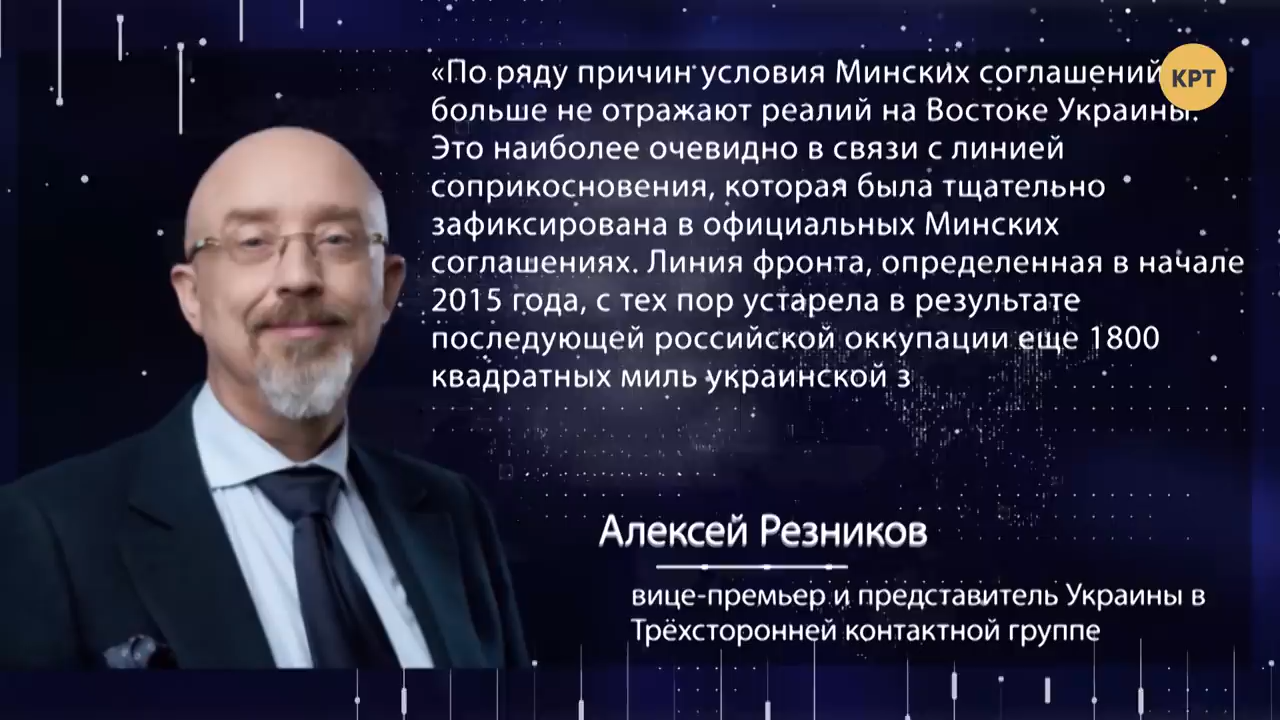 «По ряду причин условия Минских соглашений
КРТ
больше не отражают реалий на Востоке Украины.
Это наиболее очевидно в связи с линией
соприкосновения, которая была тщательно
зафиксирована в официальных Минских
соглашениях. Линия фронта, определенная в начале
2015 года, с тех пор устарела в результате
последующей российской оккупации еще 1800
квадратных миль украинской з
Алексей Резников
вице-премьер и представитель Украины в
Трёхсторонней контактной группе